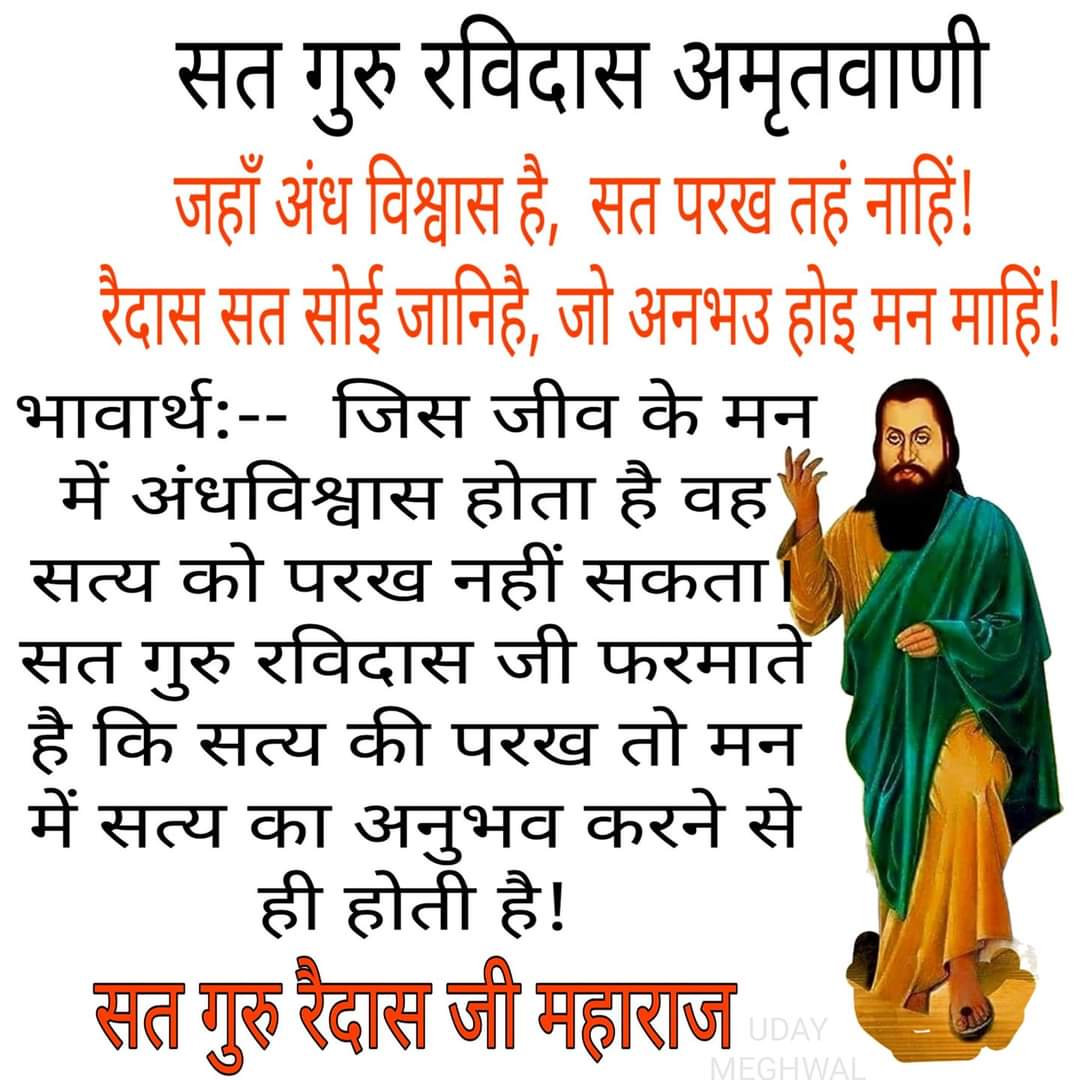 सत गुरु रविदास अमृतवाणी
जहाँ अंध विश्वास है, सत परख तहं नाहिं!
रैदास सत सोई जानिहै, जो अनभउ होइ मन माहिं!
भावार्थ:-- जिस जीव के मन
में अंधविश्वास होता है वह
सत्य को परख नहीं सकता।
सत गुरु रविदास जी फरमाते
है कि सत्य की परख तो मन
में सत्य का अनुभव करने से
ही होती है!
सत गुरु रैदास जी महाराज
UDAY
MEGHWAL